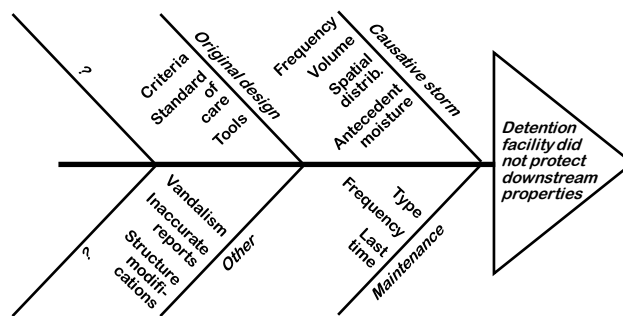 ?
Original design
Criteria
Standard
of
care
Tools
Causative storm
Frequency
Volume
Spatial
distrib.
Antecedent
moisture
Detention
facility did
not protect
downstream
properties
?
Other
Vandalism
Inaccurate
reports
Structure
modifi-
cations
Maintenance
Type
Frequency
Last
time